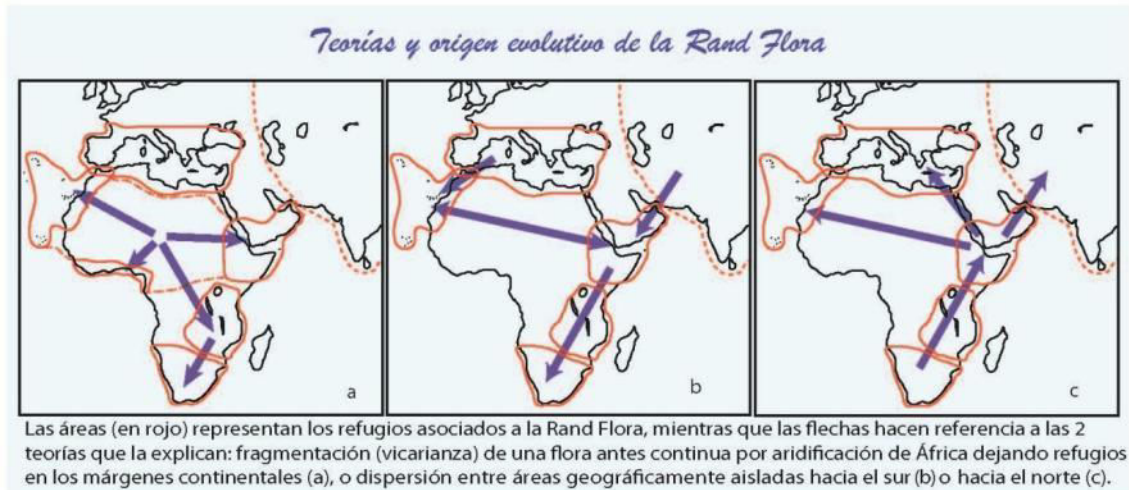 Teorías y origen evolutivo de la Rand Flora
a
b
c
Las áreas (en rojo) representan los refugios asociados a la Rand Flora, mientras que las flechas hacen referencia a las 2
teorías que la explican: fragmentación (vicarianza) de una flora antes continua por aridificación de África dejando refugios
en los márgenes continentales (a), o dispersión entre áreas geográficamente aisladas hacia el sur (b) o hacia el norte (c).